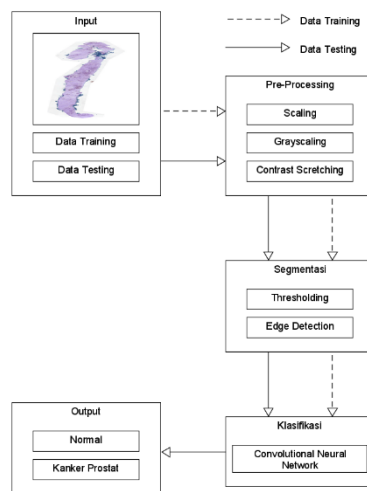 Input
Data Training
Data Testing
Data Training
Data Testing
Pre-Processing
Scaling
Grayscaling
Contrast Scretching
Segmentasi
Thresholding
Edge Detection
Output
Normal
Kanker Prostat
Klasifikasi
Convolutional Neural
Network